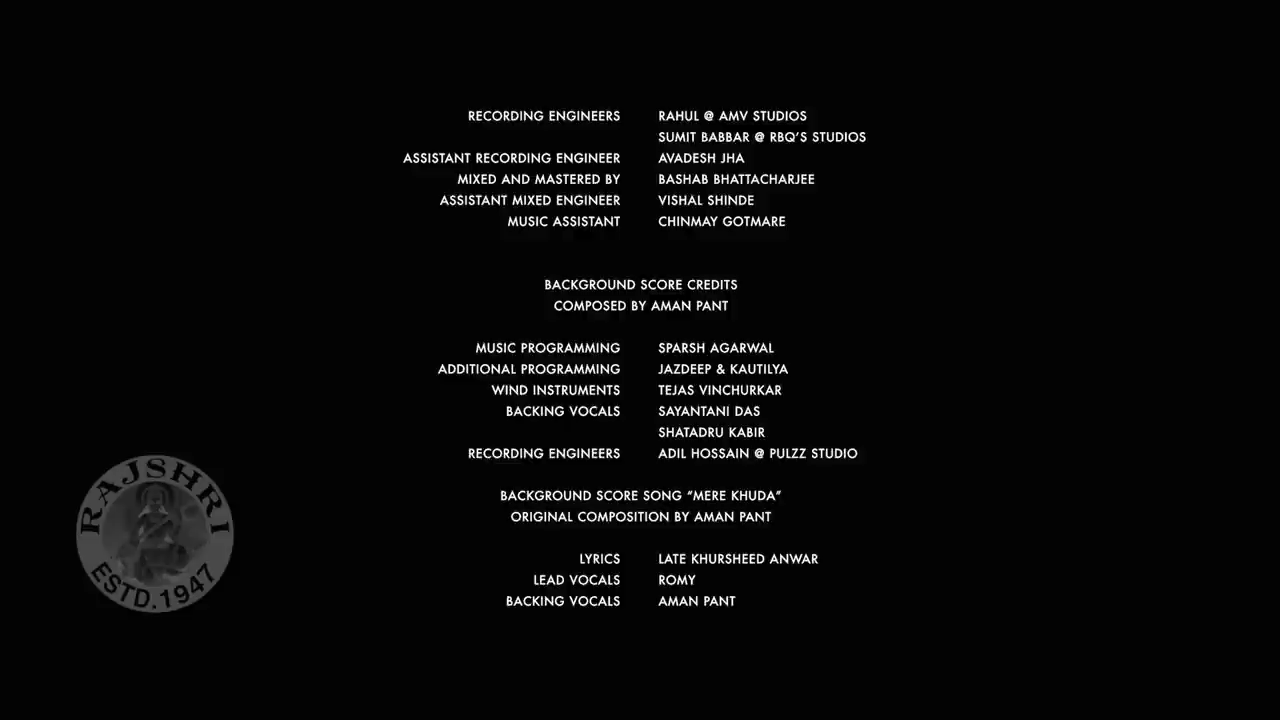 RECORDING ENGINEERS RAHUL @ AMV STUDIOS
SUMIT BABBAR @ RBQ'S STUDIOS
ASSISTANT RECORDING ENGINEER AVADESH JHA
MIXED AND MASTERED BY BASHAB BHATTACHARJEE
ASSISTANT MIXED ENGINEER VISHAL SHINDE
MUSIC ASSISTANT CHINMAY GOTMARE
BACKGROUND SCORE CREDITS
COMPOSED BY AMAN PANT
MUSIC PROGRAMMING SPARSH AGARWAL
ADDITIONAL PROGRAMMING JAZDEEP & KAUTILYA
WIND INSTRUMENTS TEJAS VINCHURKAR
BACKING VOCALS SAYANTANI DAS
SHATADRU KABIR
RECORDING ENGINEERS ADIL HOSSAIN @ PULZZ STUDIO
BACKGROUND SCORE SONG “MERE KHUDA”
ORIGINAL COMPOSITION BY AMAN PANT
LYRICS LATE KHURSHEED ANWAR
LEAD VOCALS ROMY
BACKING VOCALS AMAN PANT
RAJSHRI
ESTD.1947